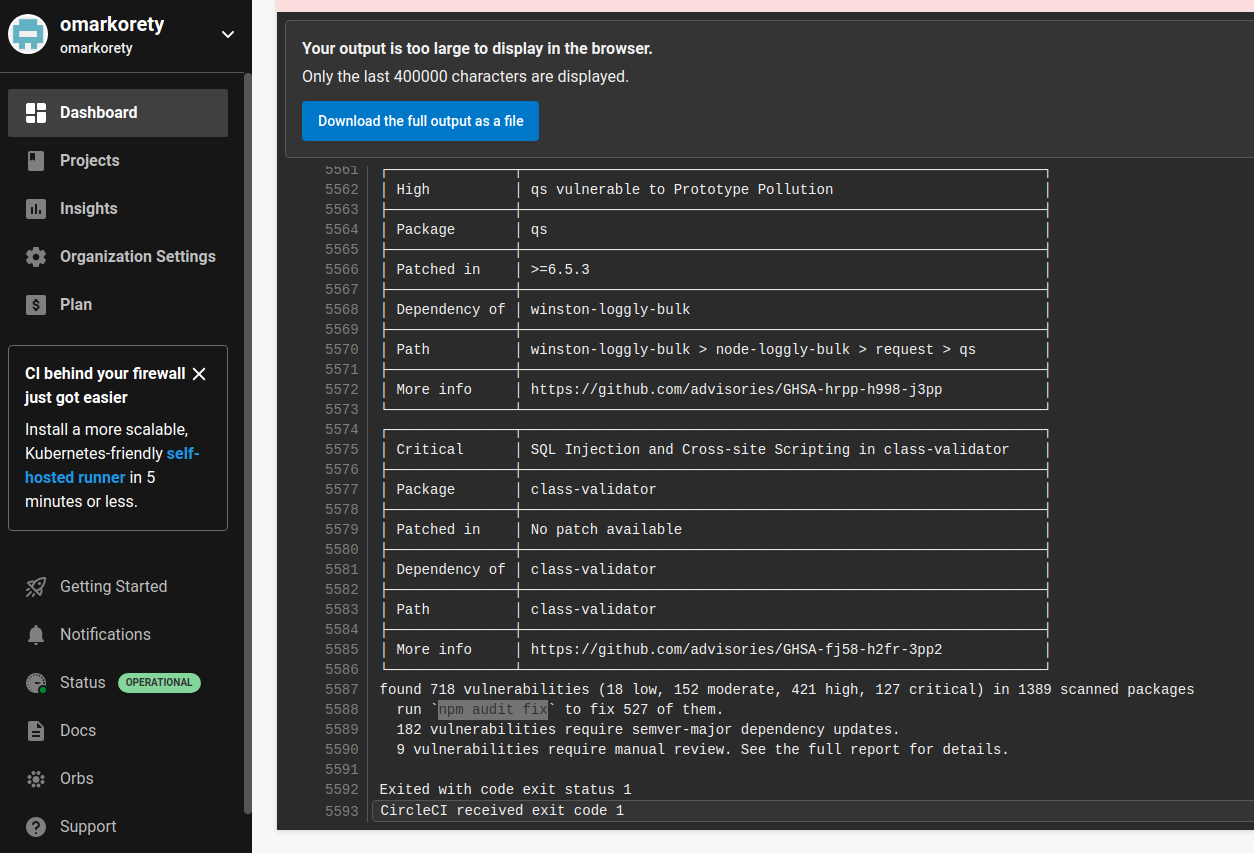 omarkorety
omarkorety
Dashboard
Projects
Insights
Organization Settings
Plan
CI behind your firewall
just got easier
Install a more scalable,
Kubernetes-friendly self-
hosted runner in 5
minutes or less.
Getting Started
Notifications
Status OPERATIONAL
Docs
Orbs
Support
Your output is too large to display in the browser.
Only the last 400000 characters are displayed.
Download the full output as a file
5561
5562 High qs vulnerable to Prototype Pollution
5563
5564 Package qs
5565
5566 Patched in >=6.5.3
5567
5568 Dependency of winston-loggly-bulk
5569
5570 Path winston-loggly-bulk > node-loggly-bulk > request > qs
5571
5572 More info https://github.com/advisories/GHSA-hrpp-h998-j3pp
5573
5574
5575 Critical SQL Injection and Cross-site Scripting in class-validator
5576
5577 Package class-validator
5578
5579 Patched in No patch available
5580
5581 Dependency of class-validator
5582
5583 Path class-validator
5584
5585 More info https://github.com/advisories/GHSA-fj58-h2fr-3pp2
5586
5587 found 718 vulnerabilities (18 low, 152 moderate, 421 high, 127 critical) in 1389 scanned packages
5588 run `npm audit fix` to fix 527 of them.
5589 182 vulnerabilities require semver-major dependency updates.
5590 9 vulnerabilities require manual review. See the full report for details.
5591
5592 Exited with code exit status 1
5593 CircleCI received exit code 1